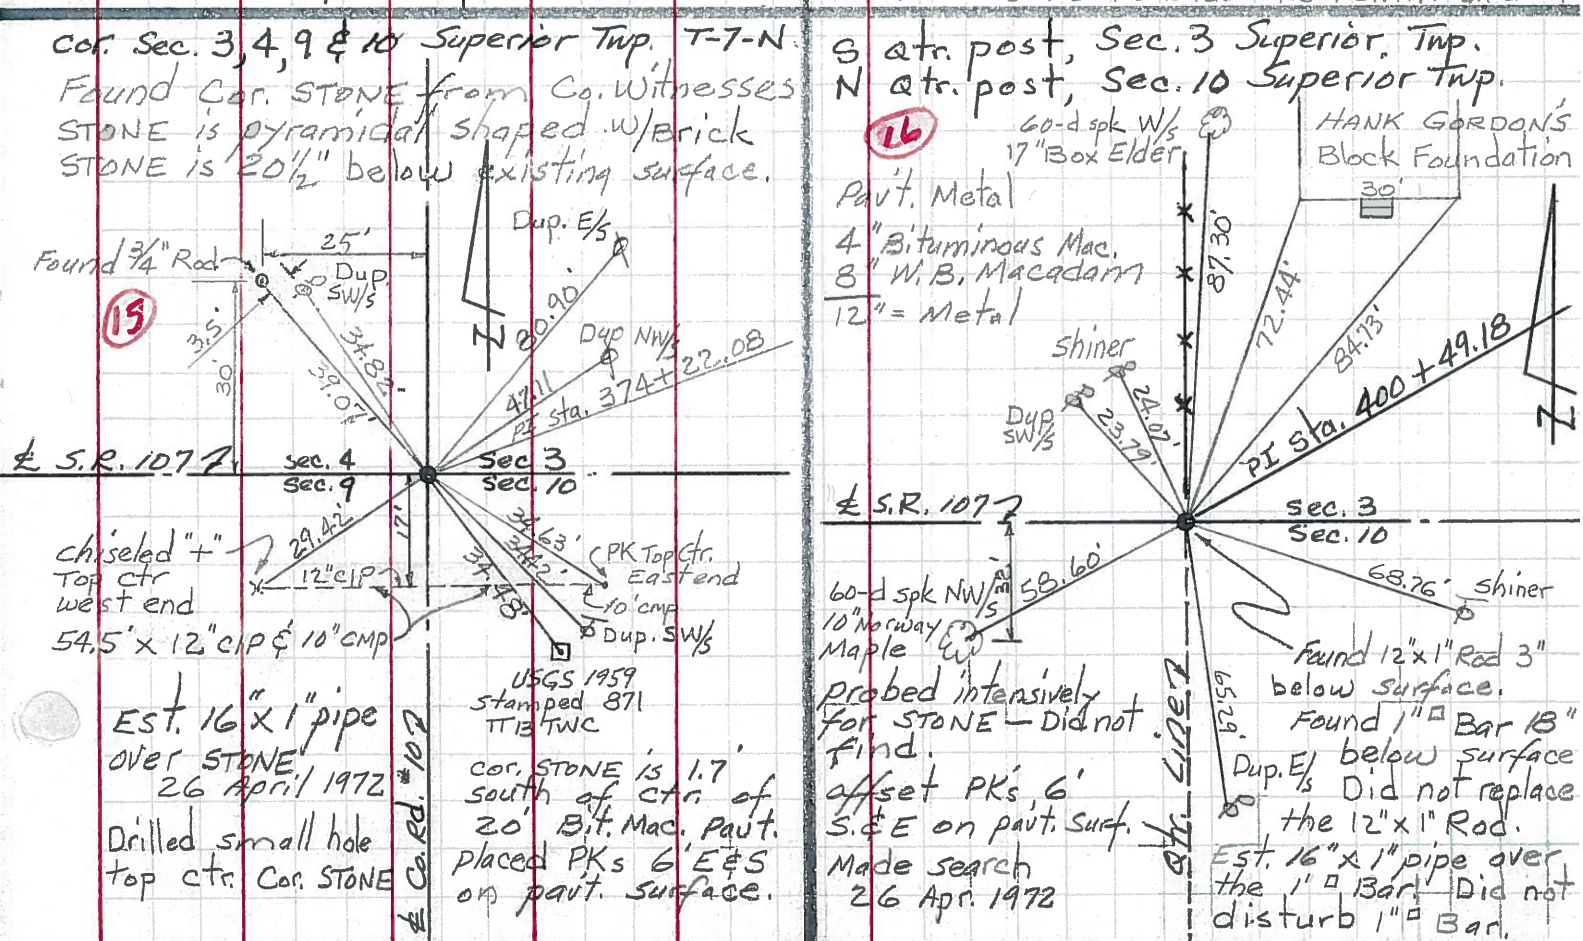 Cor. Sec. 3,4,9 & 10 Superior Twp. T-7-N
Found Cor. STONE from Co. Witnesses
STONE is pyramidal shaped w/Brick
STONE is 20½" below existing surface.
25'
Dup. E/s
Found ¾" Rod
Dup. SW/s
15
3.5'
30'
34.82'
39.07'
80.90'
Dup NW/s
47.11
PI Sta. 374+22.08
Z
℄ S.R. 107
Sec. 4
Sec. 3
Sec. 9
Sec. 10
29.42'
17'
34.63'
34.42'
34.48'
chiseled "+"
Top ctr
west end
12"CIP
PK Top Ctr.
East end
10"cmp
54.5' x 12"CIP & 10"CMP
Dup. SW/s
USGS 1959
stamped 871
TT13 TWC
Est. 16"x 1" pipe
over STONE
26 April 1972
Drilled small hole
top ctr. Cor. STONE
℄ Co. Rd. #107
cor. STONE is 1.7'
south of ctr. of
20' Bit. Mac. Pavt.
placed PKs 6' E&S
on pavt. surface.
S Qtr. post, Sec. 3 Superior, Twp.
N Qtr. post, Sec. 10 Superior Twp.
16
60-d spk W/s
17"Box Elder
HANK GORDON'S
Block Foundation
30'
Pav't. Metal
4" Bituminous Mac.
8" W.B. Macadam
12" = Metal
87.30'
72.44'
84.73'
Shiner
Dup SW/s
24.07'
23.79'
PI Sta. 400+49.18
Z
℄ S.R. 107
Sec. 3
Sec. 10
32'
58.60'
68.76'
Shiner
60-d spk NW/s
10"Norway
Maple
65.29'
Dup. E/s
Qtr. LINE
probed intensively
for STONE — Did not
find.
offset PK's 6'
S.&E on pavt. surf.
Made search
26 Apr. 1972
Found 12"x1" Rod 3"
below surface.
Found 1"□ Bar 18"
below surface
Did not replace
the 12"x1" Rod.
Est. 16"x 1" pipe over
the 1"□ Bar. Did not
disturb 1"□ Bar.